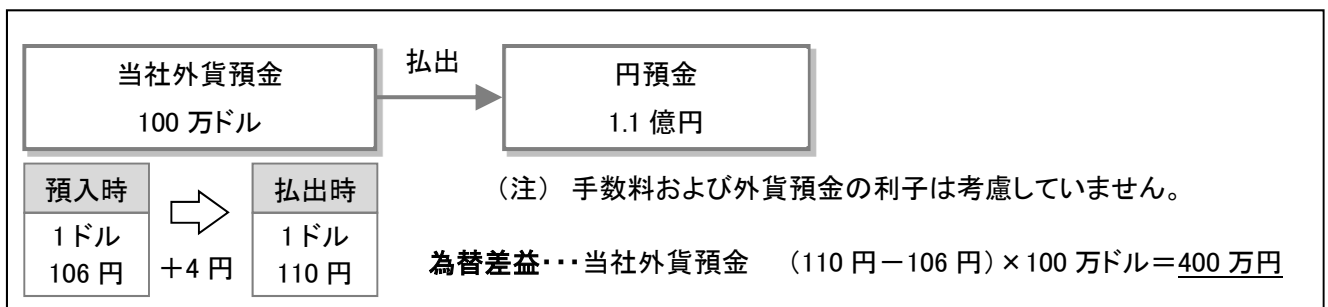 当社外貨預金
100 万ドル
払出
円預金
1.1 億円
預入時
1ドル
106 円
+4 円
払出時
1ドル
110 円
(注) 手数料および外貨預金の利子は考慮していません。
為替差益・・・当社外貨預金 (110 円-106 円)×100 万ドル=400 万円